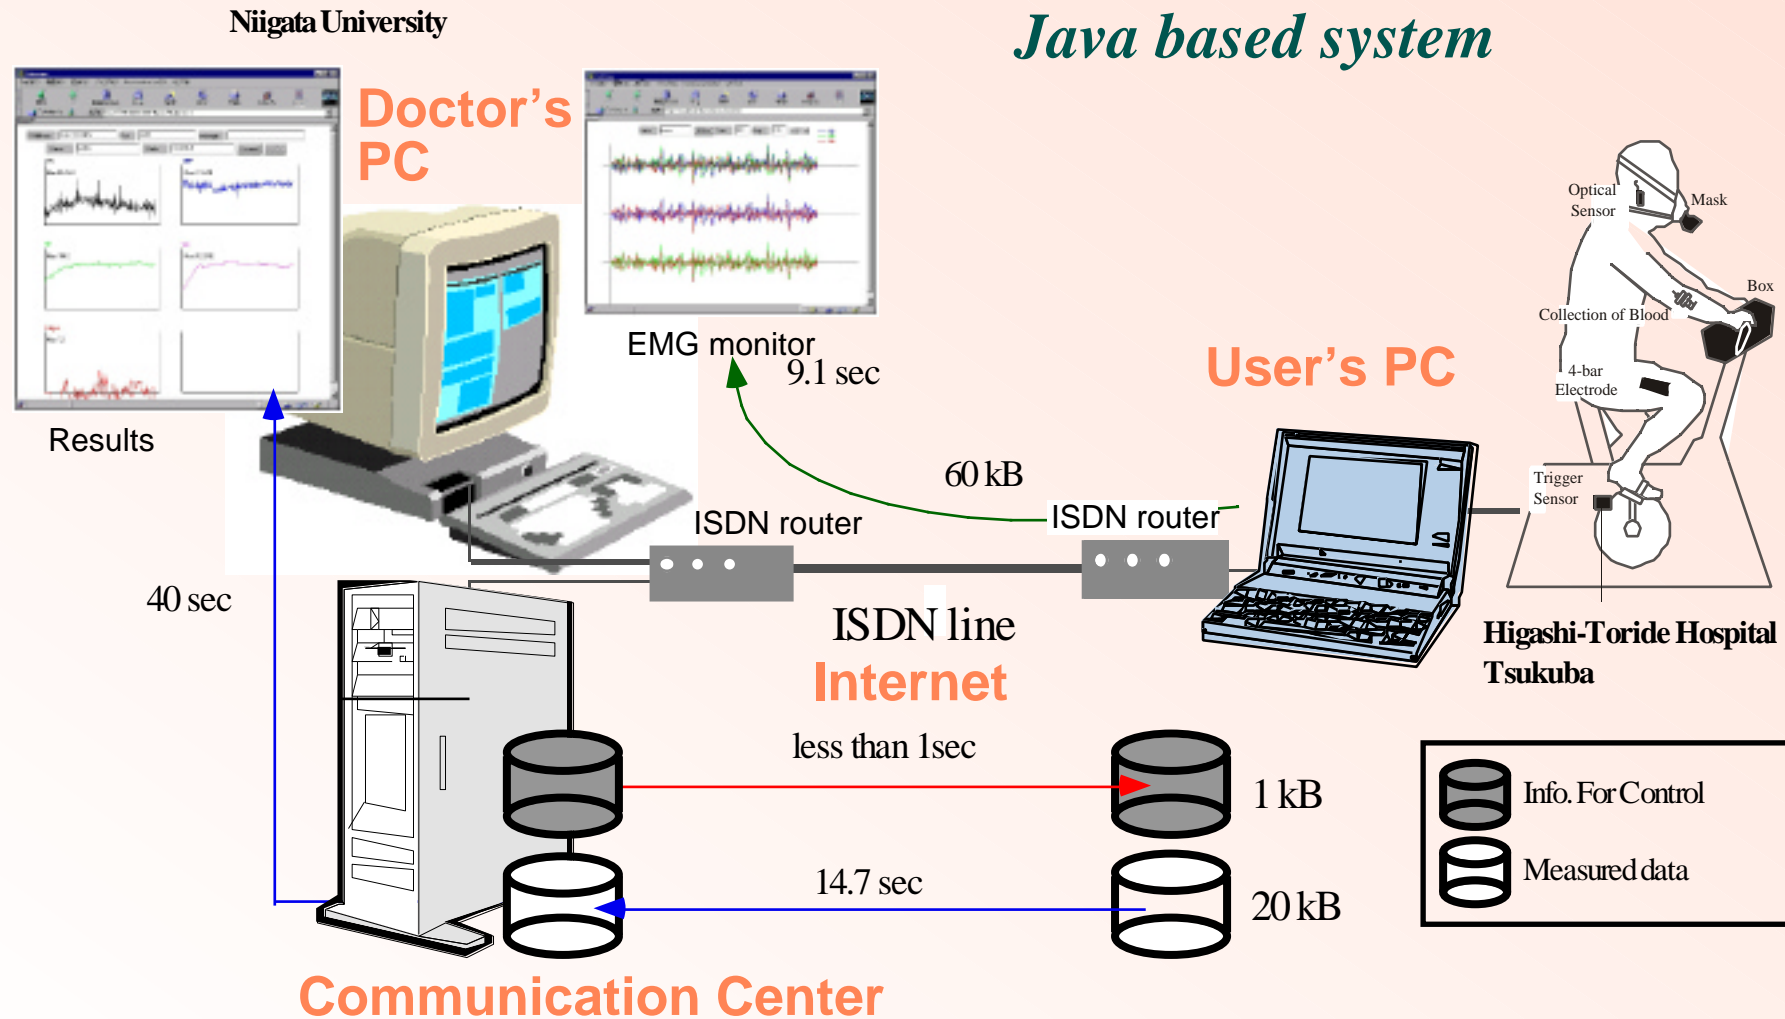 Niigata University
Java based system
Doctor's
PC
Optical
Sensor
Mask
Box
Collection of Blood
4-bar
Electrode
Trigger
Sensor
EMG monitor
9.1 sec
User's PC
Results
60 kB
ISDN router
ISDN router
40 sec
ISDN line
Internet
Higashi-Toride Hospital
Tsukuba
less than 1sec
1 kB
Info. For Control
14.7 sec
20 kB
Measured data
Communication Center